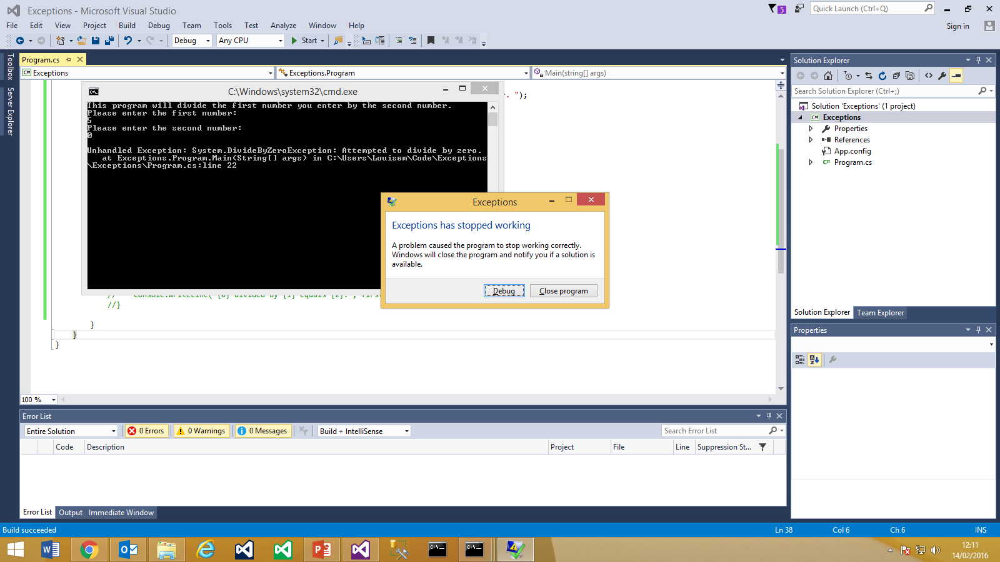 Exceptions - Microsoft Visual Studio
5
Quick Launch (Ctrl+Q)
File Edit View Project Build Debug Team Tools Test Analyze Window Help
Sign in
Debug Any CPU Start
Toolbox
Server Explorer
Program.cs
Exceptions Exceptions.Program Main(string[] args)
. ");
C:\Windows\system32\cmd.exe
This program will divide the first number you enter by the second number.
Please enter the first number:
5
Please enter the second number:
0
Unhandled Exception: System.DivideByZeroException: Attempted to divide by zero.
at Exceptions.Program.Main(String[] args) in C:\Users\Louisem\Code\Exceptions
\Exceptions\Program.cs:line 22
Exceptions
Exceptions has stopped working
A problem caused the program to stop working correctly.
Windows will close the program and notify you if a solution is
available.
Debug Close program
//}
}
}
}
100 %
Solution Explorer
Search Solution Explorer (Ctrl+;)
Solution 'Exceptions' (1 project)
C# Exceptions
Properties
References
App.config
C# Program.cs
Solution Explorer Team Explorer
Properties
Error List
Entire Solution 0 Errors 0 Warnings 0 Messages Build + IntelliSense
Search Error List
Code Description Project File Line Suppression St...
Error List Output Immediate Window
Build succeeded
Ln 38 Col 6 Ch 6 INS
12:11
14/02/2016